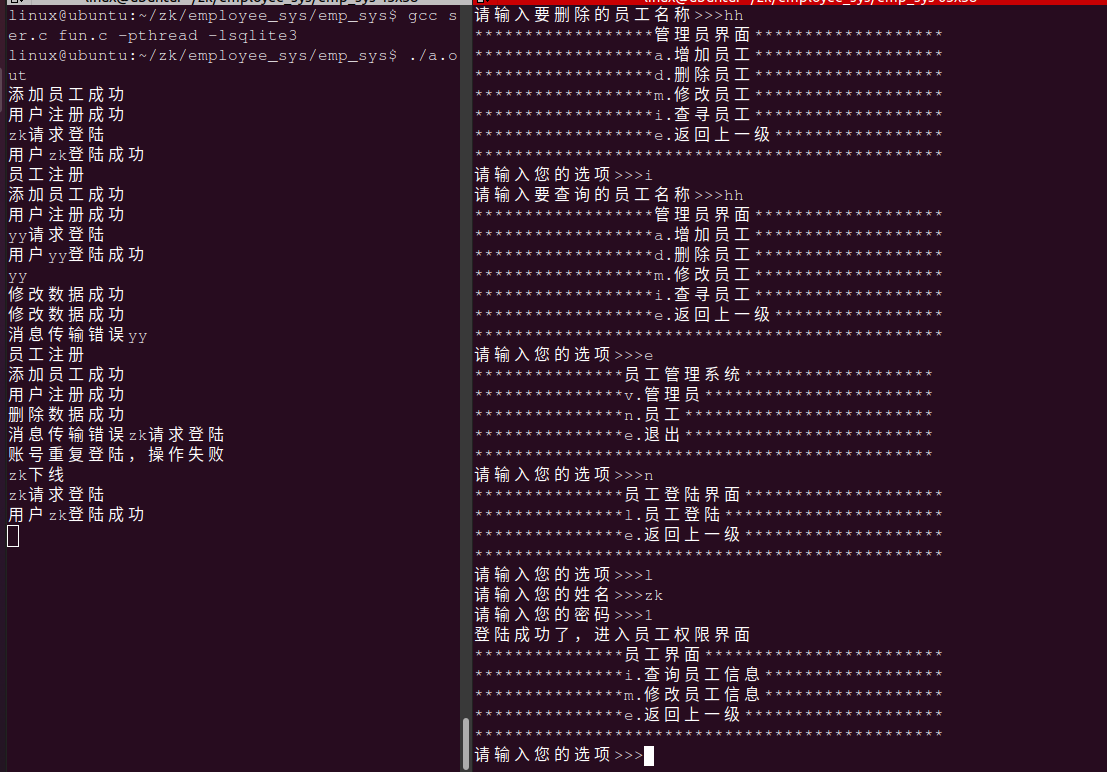 linux@ubuntu:~/zk/employee_sys/emp_sys$ gcc s
er.c fun.c -pthread -lsqlite3
linux@ubuntu:~/zk/employee_sys/emp_sys$ ./a.o
ut
添加员工成功
用户注册成功
zk请求登陆
用户zk登陆成功
员工注册
添加员工成功
用户注册成功
yy请求登陆
用户yy登陆成功
yy
修改数据成功
修改数据成功
消息传输错误yy
员工注册
添加员工成功
用户注册成功
删除数据成功
消息传输错误zk请求登陆
账号重复登陆，操作失败
zk下线
zk请求登陆
用户zk登陆成功
请输入要删除的员工名称>>>hh
******************管理员界面*******************
******************a.增加员工*******************
******************d.删除员工*******************
******************m.修改员工*******************
******************i.查寻员工*******************
******************e.返回上一级*****************
***********************************************
请输入您的选项>>>i
请输入要查询的员工名称>>>hh
******************管理员界面*******************
******************a.增加员工*******************
******************d.删除员工*******************
******************m.修改员工*******************
******************i.查寻员工*******************
******************e.返回上一级*****************
***********************************************
请输入您的选项>>>e
***************员工管理系统*******************
***************v.管理员***********************
***************n.员工*************************
***************e.退出*************************
**********************************************
请输入您的选项>>>n
***************员工登陆界面********************
***************l.员工登陆**********************
***************e.返回上一级********************
***********************************************
请输入您的选项>>>l
请输入您的姓名>>>zk
请输入您的密码>>>1
登陆成功了，进入员工权限界面
***************员工界面************************
***************i.查询员工信息******************
***************m.修改员工信息******************
***************e.返回上一级********************
***********************************************
请输入您的选项>>>